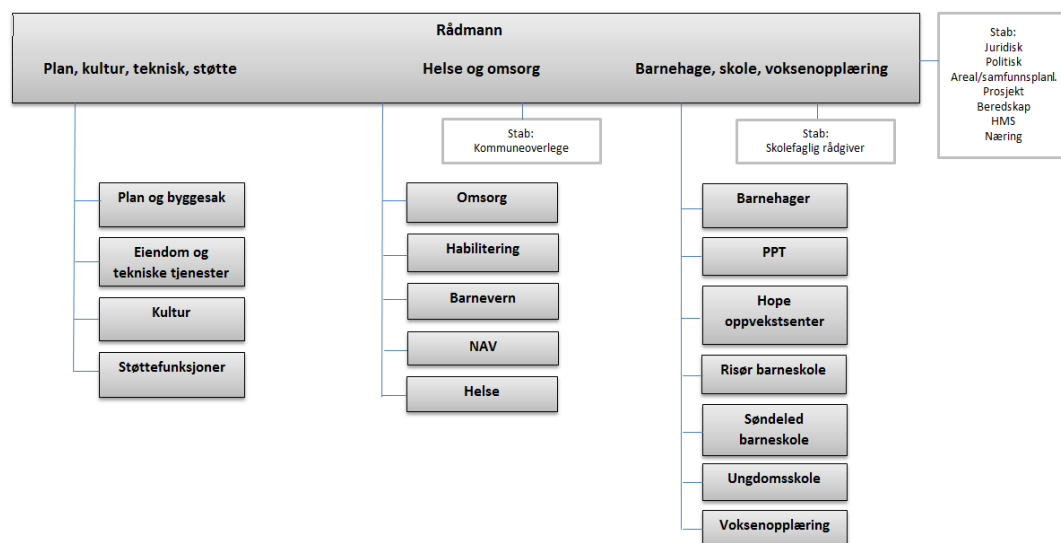 Rådmann
Plan, kultur, teknisk, støtte
Helse og omsorg
Barnehage, skole, voksenopplæring
Stab:
Juridisk
Politisk
Areal/samfunnsplanl.
Prosjekt
Beredskap
HMS
Næring
Stab:
Kommuneoverlege
Stab:
Skolefaglig rådgiver
Plan og byggesak
Eiendom og
tekniske tjenester
Kultur
Støttefunksjoner
Omsorg
Habilitering
Barnevern
NAV
Helse
Barnehager
PPT
Hope
oppvekstsenter
Risør barneskole
Søndeled
barneskole
Ungdomsskole
Voksenopplæring